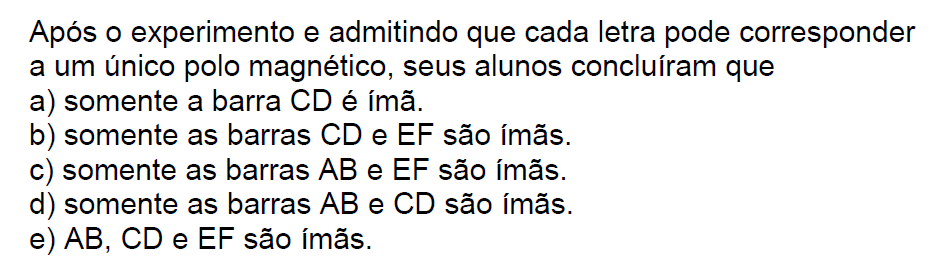 Após o experimento e admitindo que cada letra pode corresponder
a um único polo magnético, seus alunos concluíram que
a) somente a barra CD é ímã.
b) somente as barras CD e EF são ímãs.
c) somente as barras AB e EF são ímãs.
d) somente as barras AB e CD são ímãs.
e) AB, CD e EF são ímãs.